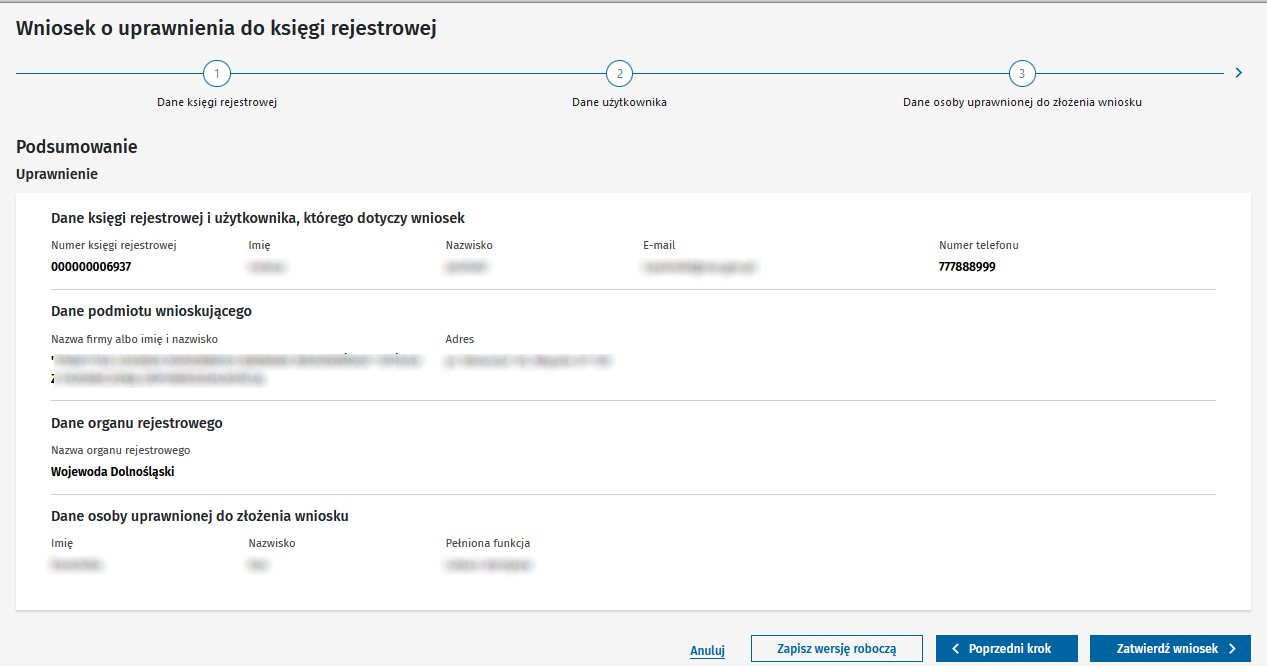 Wniosek o uprawnienia do księgi rejestrowej
1 2 3
Dane księgi rejestrowej Dane użytkownika Dane osoby uprawnionej do złożenia wniosku
Podsumowanie
Uprawnienie
Dane księgi rejestrowej i użytkownika, którego dotyczy wniosek
Numer księgi rejestrowej Imię Nazwisko E-mail Numer telefonu
000000006937 777888999
Dane podmiotu wnioskującego
Nazwa firmy albo imię i nazwisko Adres
Dane organu rejestrowego
Nazwa organu rejestrowego
Wojewoda Dolnośląski
Dane osoby uprawnionej do złożenia wniosku
Imię Nazwisko Pełniona funkcja
Anuluj Zapisz wersję roboczą Poprzedni krok Zatwierdź wniosek